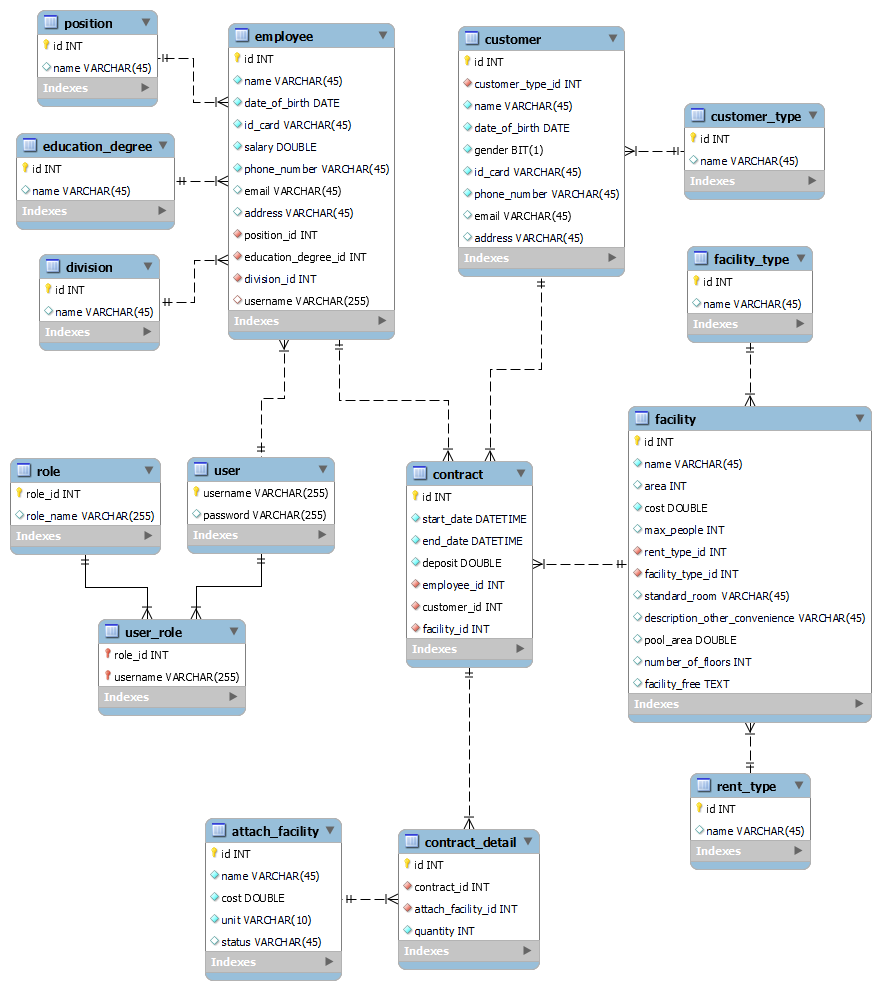 position
id INT
name VARCHAR(45)
Indexes
employee
id INT
name VARCHAR(45)
date_of_birth DATE
id_card VARCHAR(45)
salary DOUBLE
phone_number VARCHAR(45)
email VARCHAR(45)
address VARCHAR(45)
position_id INT
education_degree_id INT
division_id INT
username VARCHAR(255)
Indexes
customer
id INT
customer_type_id INT
name VARCHAR(45)
date_of_birth DATE
gender BIT(1)
id_card VARCHAR(45)
phone_number VARCHAR(45)
email VARCHAR(45)
address VARCHAR(45)
Indexes
customer_type
id INT
name VARCHAR(45)
Indexes
education_degree
id INT
name VARCHAR(45)
Indexes
division
id INT
name VARCHAR(45)
Indexes
facility_type
id INT
name VARCHAR(45)
Indexes
facility
id INT
name VARCHAR(45)
area INT
cost DOUBLE
max_people INT
rent_type_id INT
facility_type_id INT
standard_room VARCHAR(45)
description_other_convenience VARCHAR(45)
pool_area DOUBLE
number_of_floors INT
facility_free TEXT
Indexes
role
role_id INT
role_name VARCHAR(255)
Indexes
user
username VARCHAR(255)
password VARCHAR(255)
Indexes
contract
id INT
start_date DATETIME
end_date DATETIME
deposit DOUBLE
employee_id INT
customer_id INT
facility_id INT
Indexes
user_role
role_id INT
username VARCHAR(255)
Indexes
rent_type
id INT
name VARCHAR(45)
Indexes
attach_facility
id INT
name VARCHAR(45)
cost DOUBLE
unit VARCHAR(10)
status VARCHAR(45)
Indexes
contract_detail
id INT
contract_id INT
attach_facility_id INT
quantity INT
Indexes